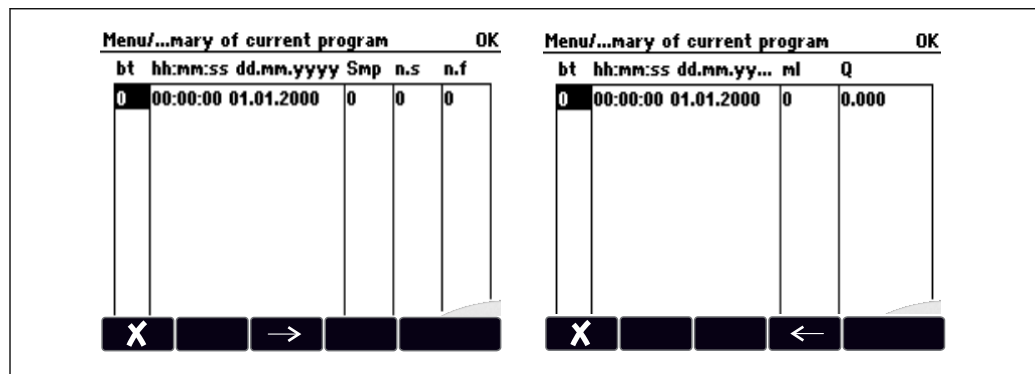 Menu/...mary of current program OK
bt hh:mm:ss dd.mm.yyyy Smp n.s n.f
0 00:00:00 01.01.2000 0 0 0
Menu/...mary of current program OK
bt hh:mm:ss dd.mm.yy... ml Q
0 00:00:00 01.01.2000 0 0.000